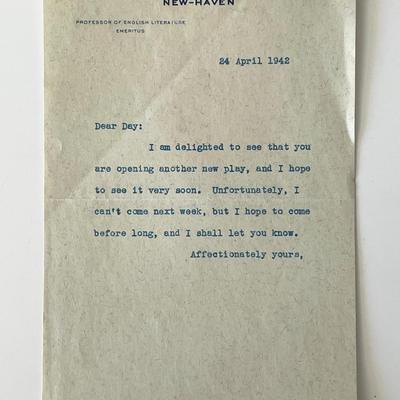 NEW-HAVEN
PROFESSOR OF ENGLISH LITERATURE
EMERITUS
24 April 1942
Dear Day:
I am delighted to see that you
are opening another new play, and I hope
to see it very soon. Unfortunately, I
can't come next week, but I hope to come
before long, and I shall let you know.
Affectionately yours,